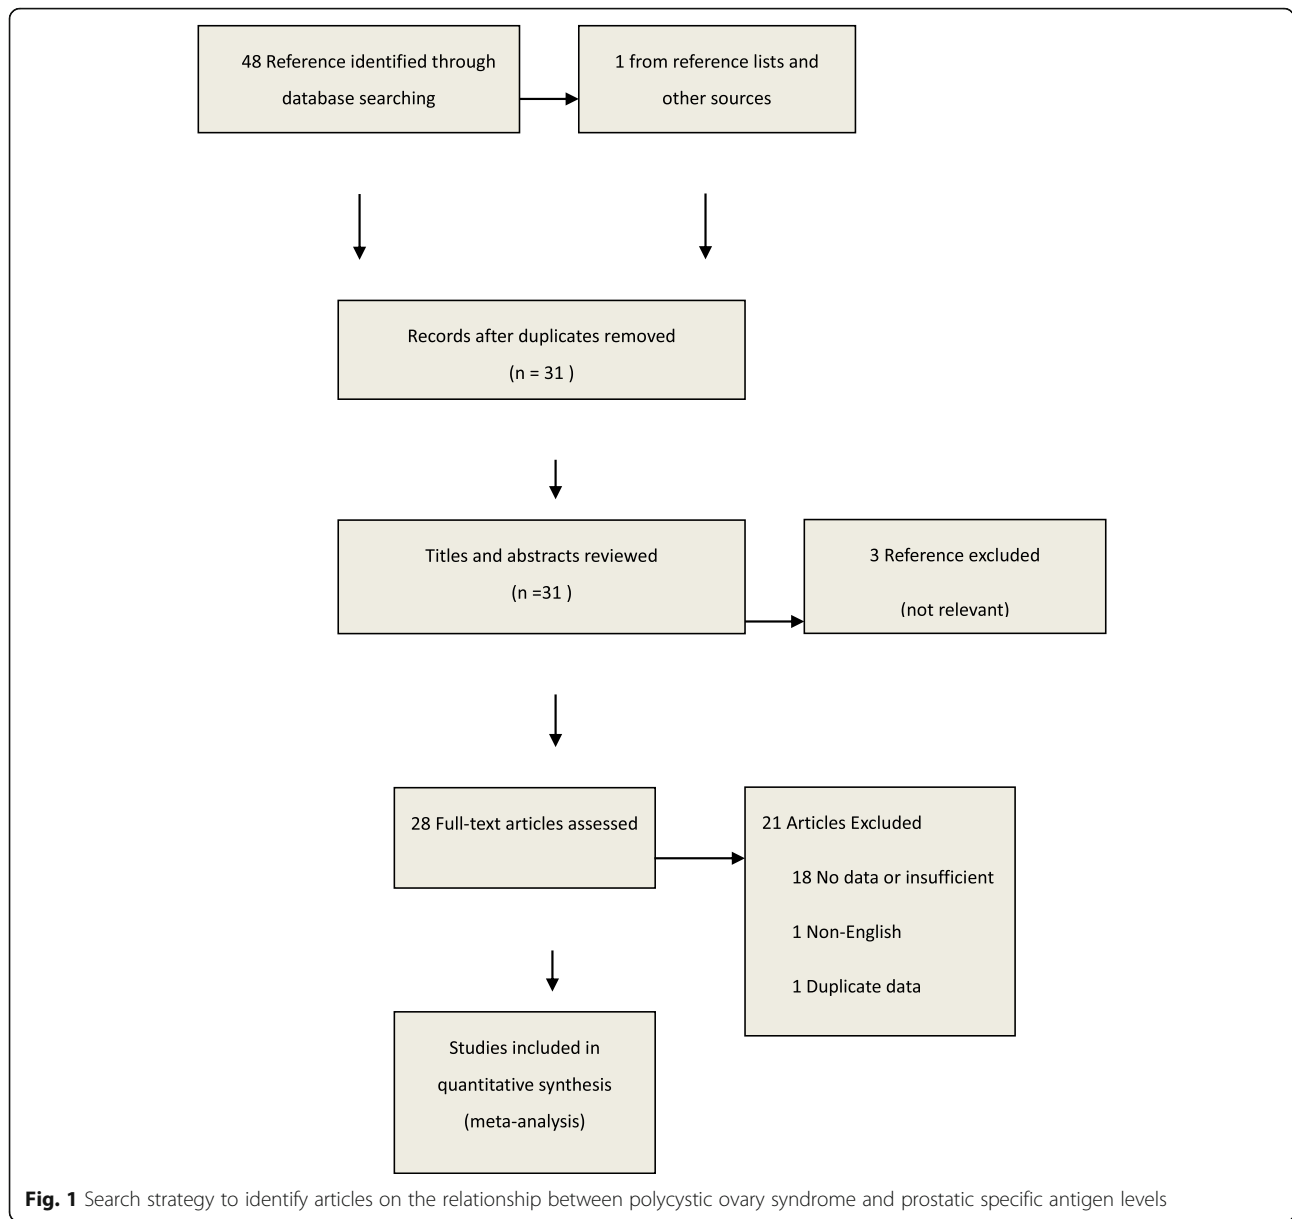 48 Reference identified through
database searching
1 from reference lists and
other sources
Records after duplicates removed
(n = 31 )
Titles and abstracts reviewed
(n =31 )
3 Reference excluded
(not relevant)
28 Full-text articles assessed
21 Articles Excluded
18 No data or insufficient
1 Non-English
1 Duplicate data
Studies included in
quantitative synthesis
(meta-analysis)
Fig. 1 Search strategy to identify articles on the relationship between polycystic ovary syndrome and prostatic specific antigen levels